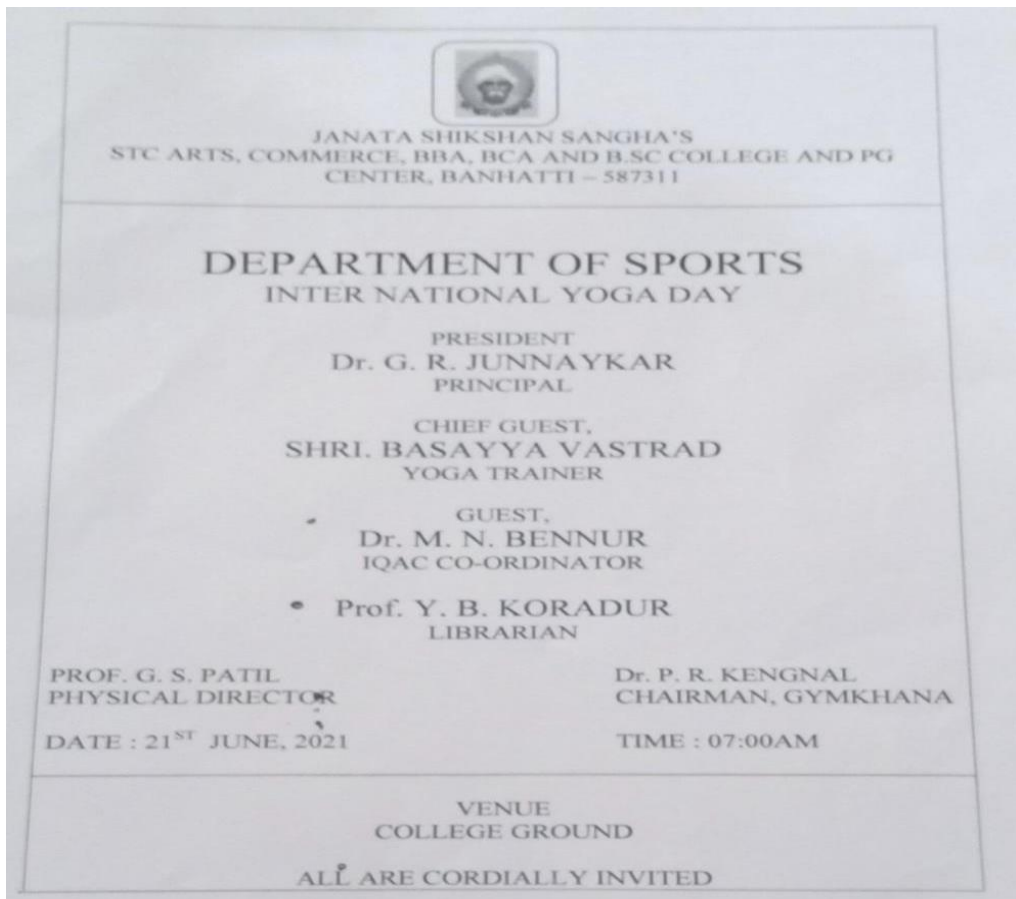 JANATA SHIKSHAN SANGHA'S
STC ARTS, COMMERCE, BBA, BCA AND B.SC COLLEGE AND PG
CENTER, BANHATTI – 587311
DEPARTMENT OF SPORTS
INTER NATIONAL YOGA DAY
PRESIDENT
Dr. G. R. JUNNAYKAR
PRINCIPAL
CHIEF GUEST,
SHRI. BASAYYA VASTRAD
YOGA TRAINER
GUEST,
Dr. M. N. BENNUR
IQAC CO-ORDINATOR
Prof. Y. B. KORADUR
LIBRARIAN
PROF. G. S. PATIL Dr. P. R. KENGNAL
PHYSICAL DIRECTOR CHAIRMAN, GYMKHANA
DATE : 21ST JUNE, 2021 TIME : 07:00AM
VENUE
COLLEGE GROUND
ALL ARE CORDIALLY INVITED